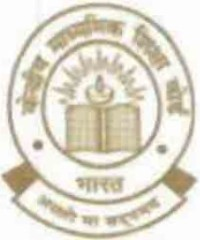 केन्द्रीय माध्यमिक शिक्षा बोर्ड
भारत
असतो मा सद्गमय